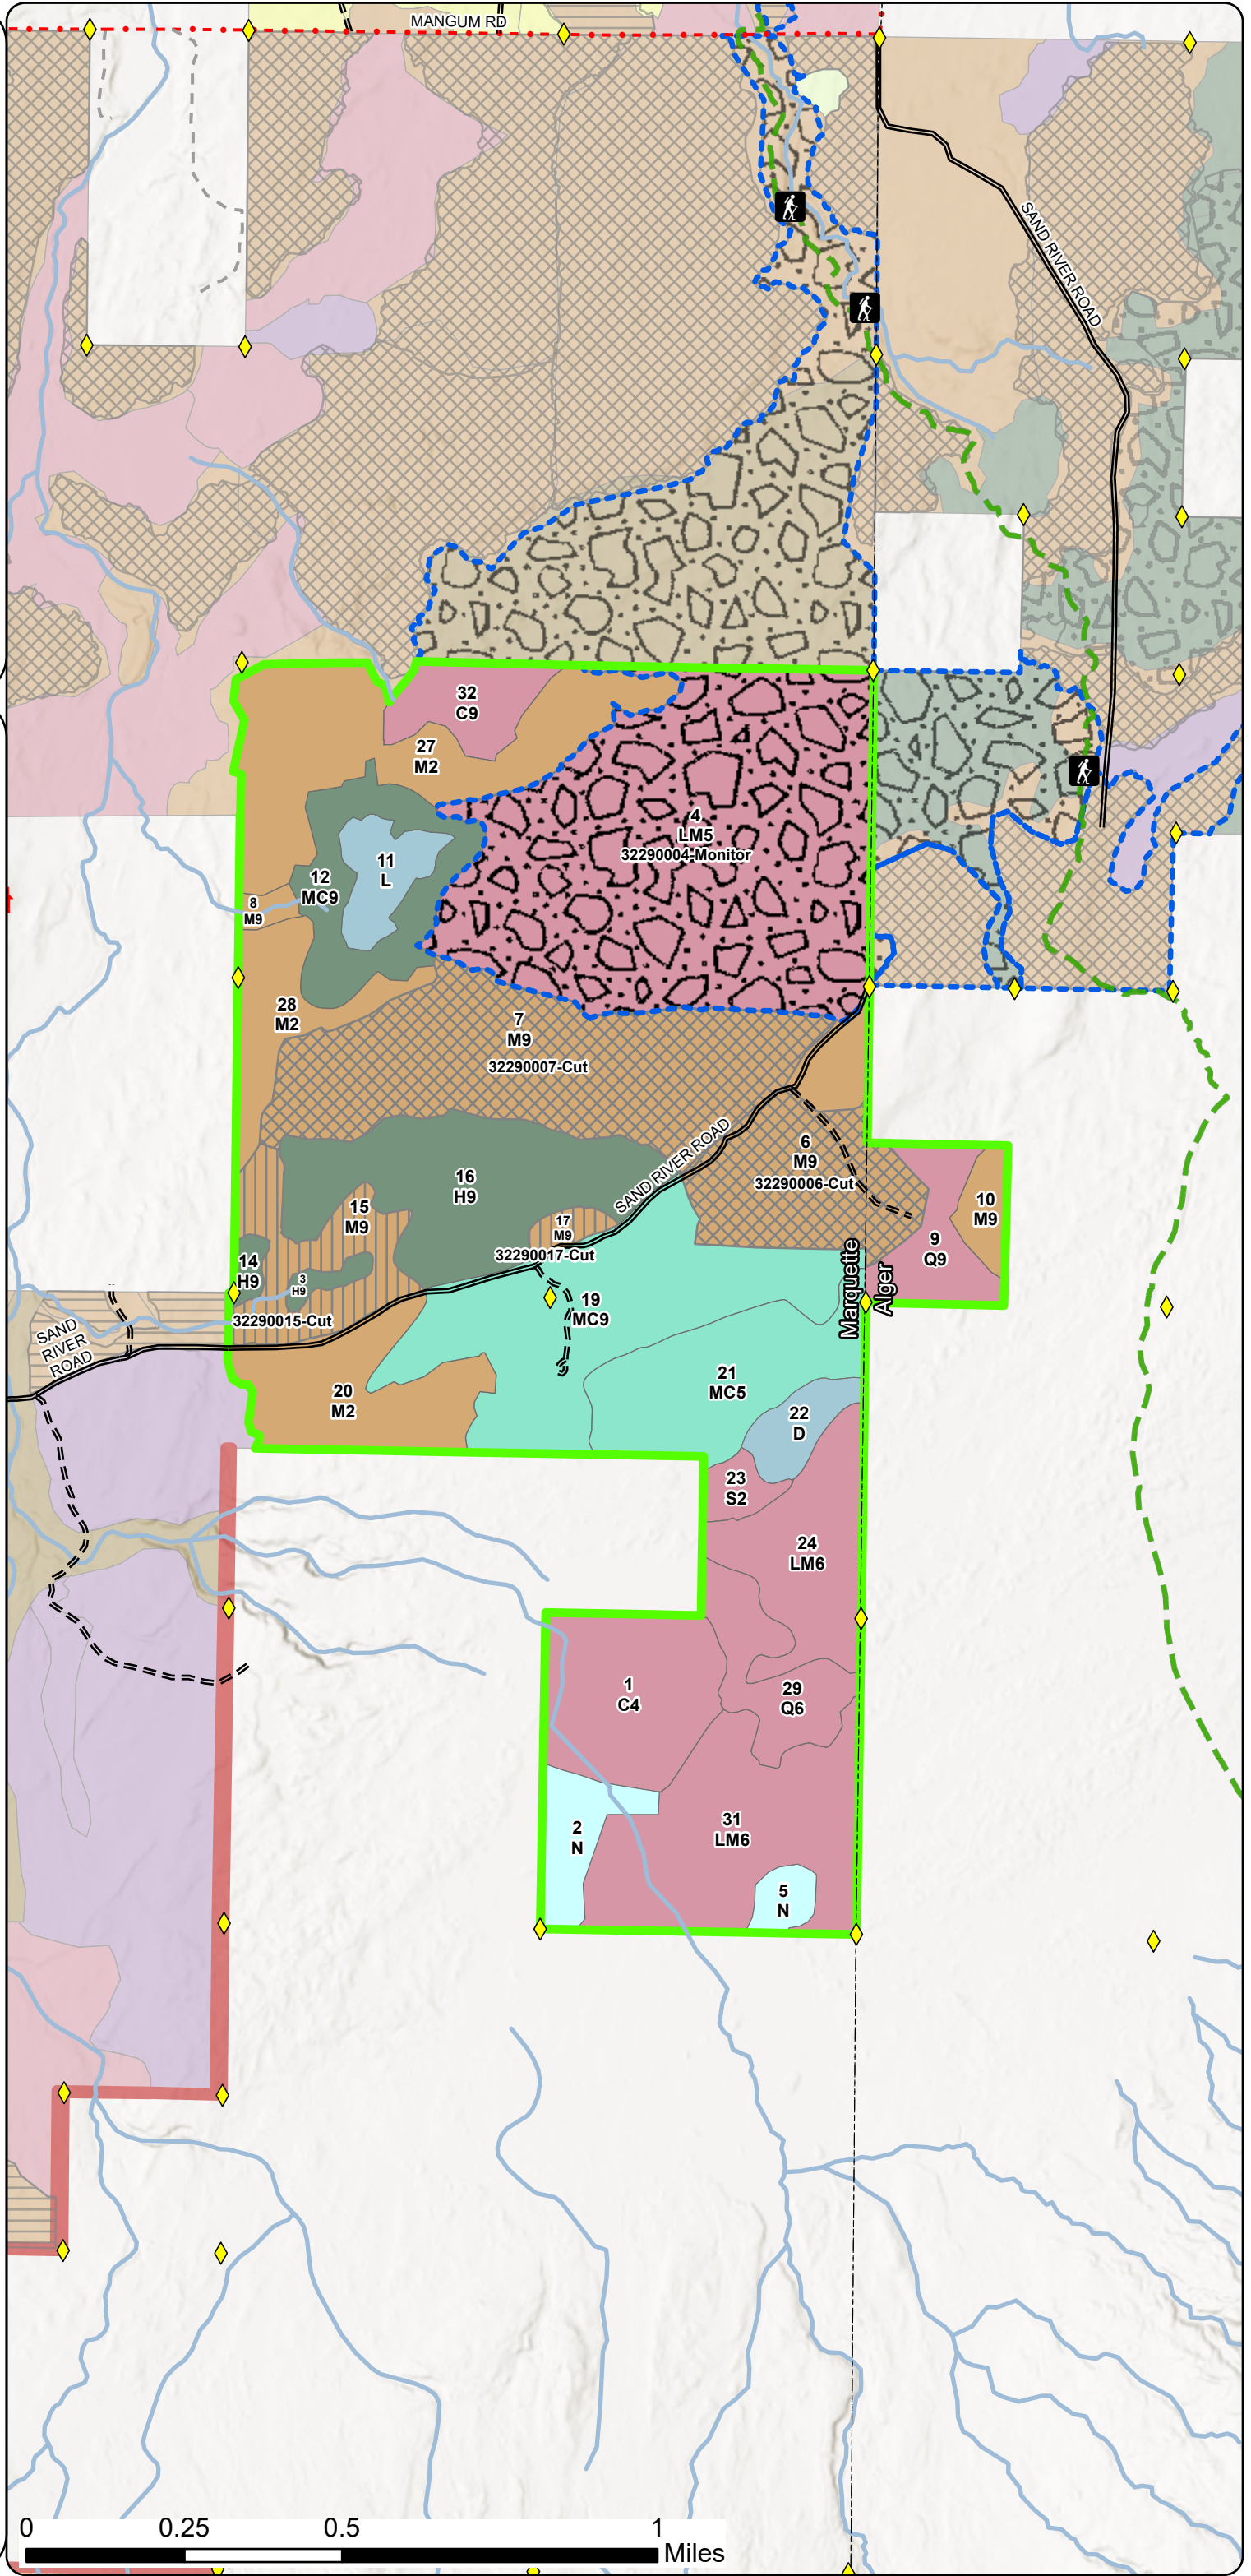 MANGUM RD
SAND RIVER ROAD
32
C9
27
M2
4
LM5
32290004-Monitor
11
L
12
MC9
8
M9
28
M2
7
M9
32290007-Cut
SAND RIVER ROAD
6
M9
32290006-Cut
16
H9
15
M9
10
M9
17
M9
9
Q9
32290017-Cut
14
H9
3
H9
Marquette
Alger
19
MC9
32290015-Cut
SAND
RIVER
ROAD
21
MC5
20
M2
22
D
23
S2
24
LM6
1
C4
29
Q6
31
LM6
2
N
5
N
0 0.25 0.5 1
Miles